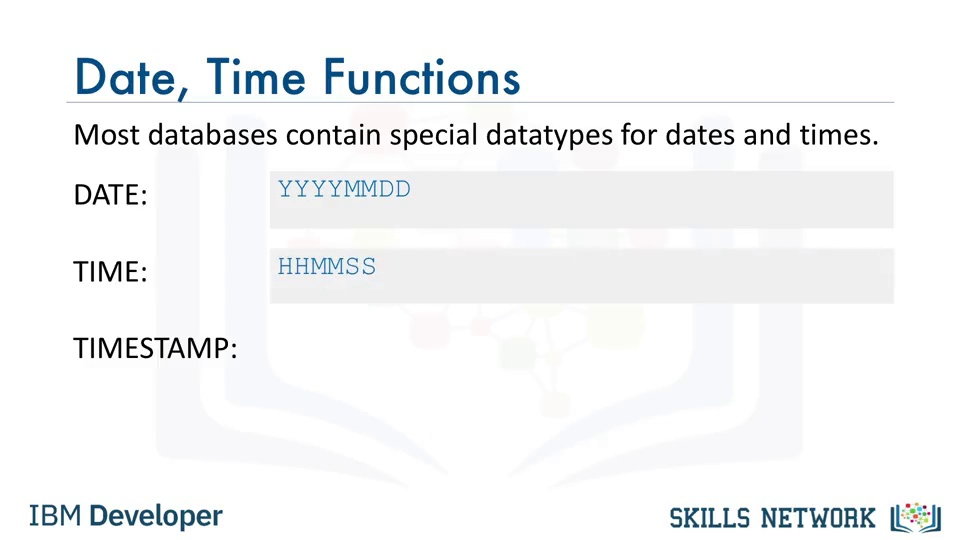 Date, Time Functions
Most databases contain special datatypes for dates and times.
DATE: YYYYMMDD
TIME: HHMMSS
TIMESTAMP:
IBM Developer
SKILLS NETWORK